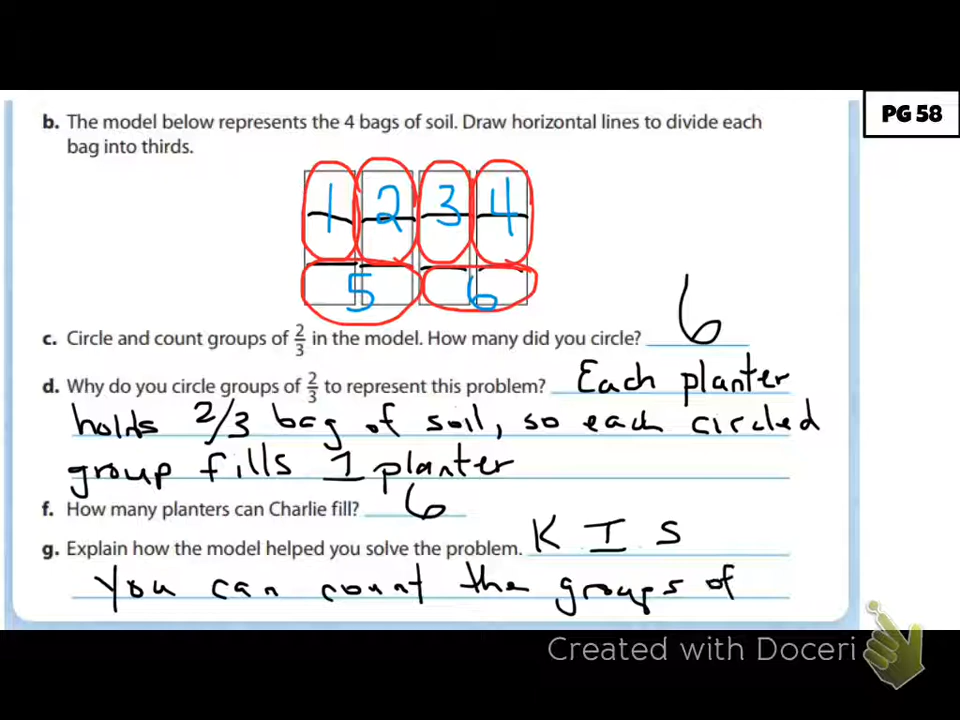 PG 58
b. The model below represents the 4 bags of soil. Draw horizontal lines to divide each
bag into thirds.
1 2 3 4
5 6
c. Circle and count groups of 2/3 in the model. How many did you circle? 6
d. Why do you circle groups of 2/3 to represent this problem? Each planter
holds 2/3 bag of soil, so each circled
group fills 1 planter
f. How many planters can Charlie fill? 6
g. Explain how the model helped you solve the problem. K I S
You can count the groups of
Created with Doceri